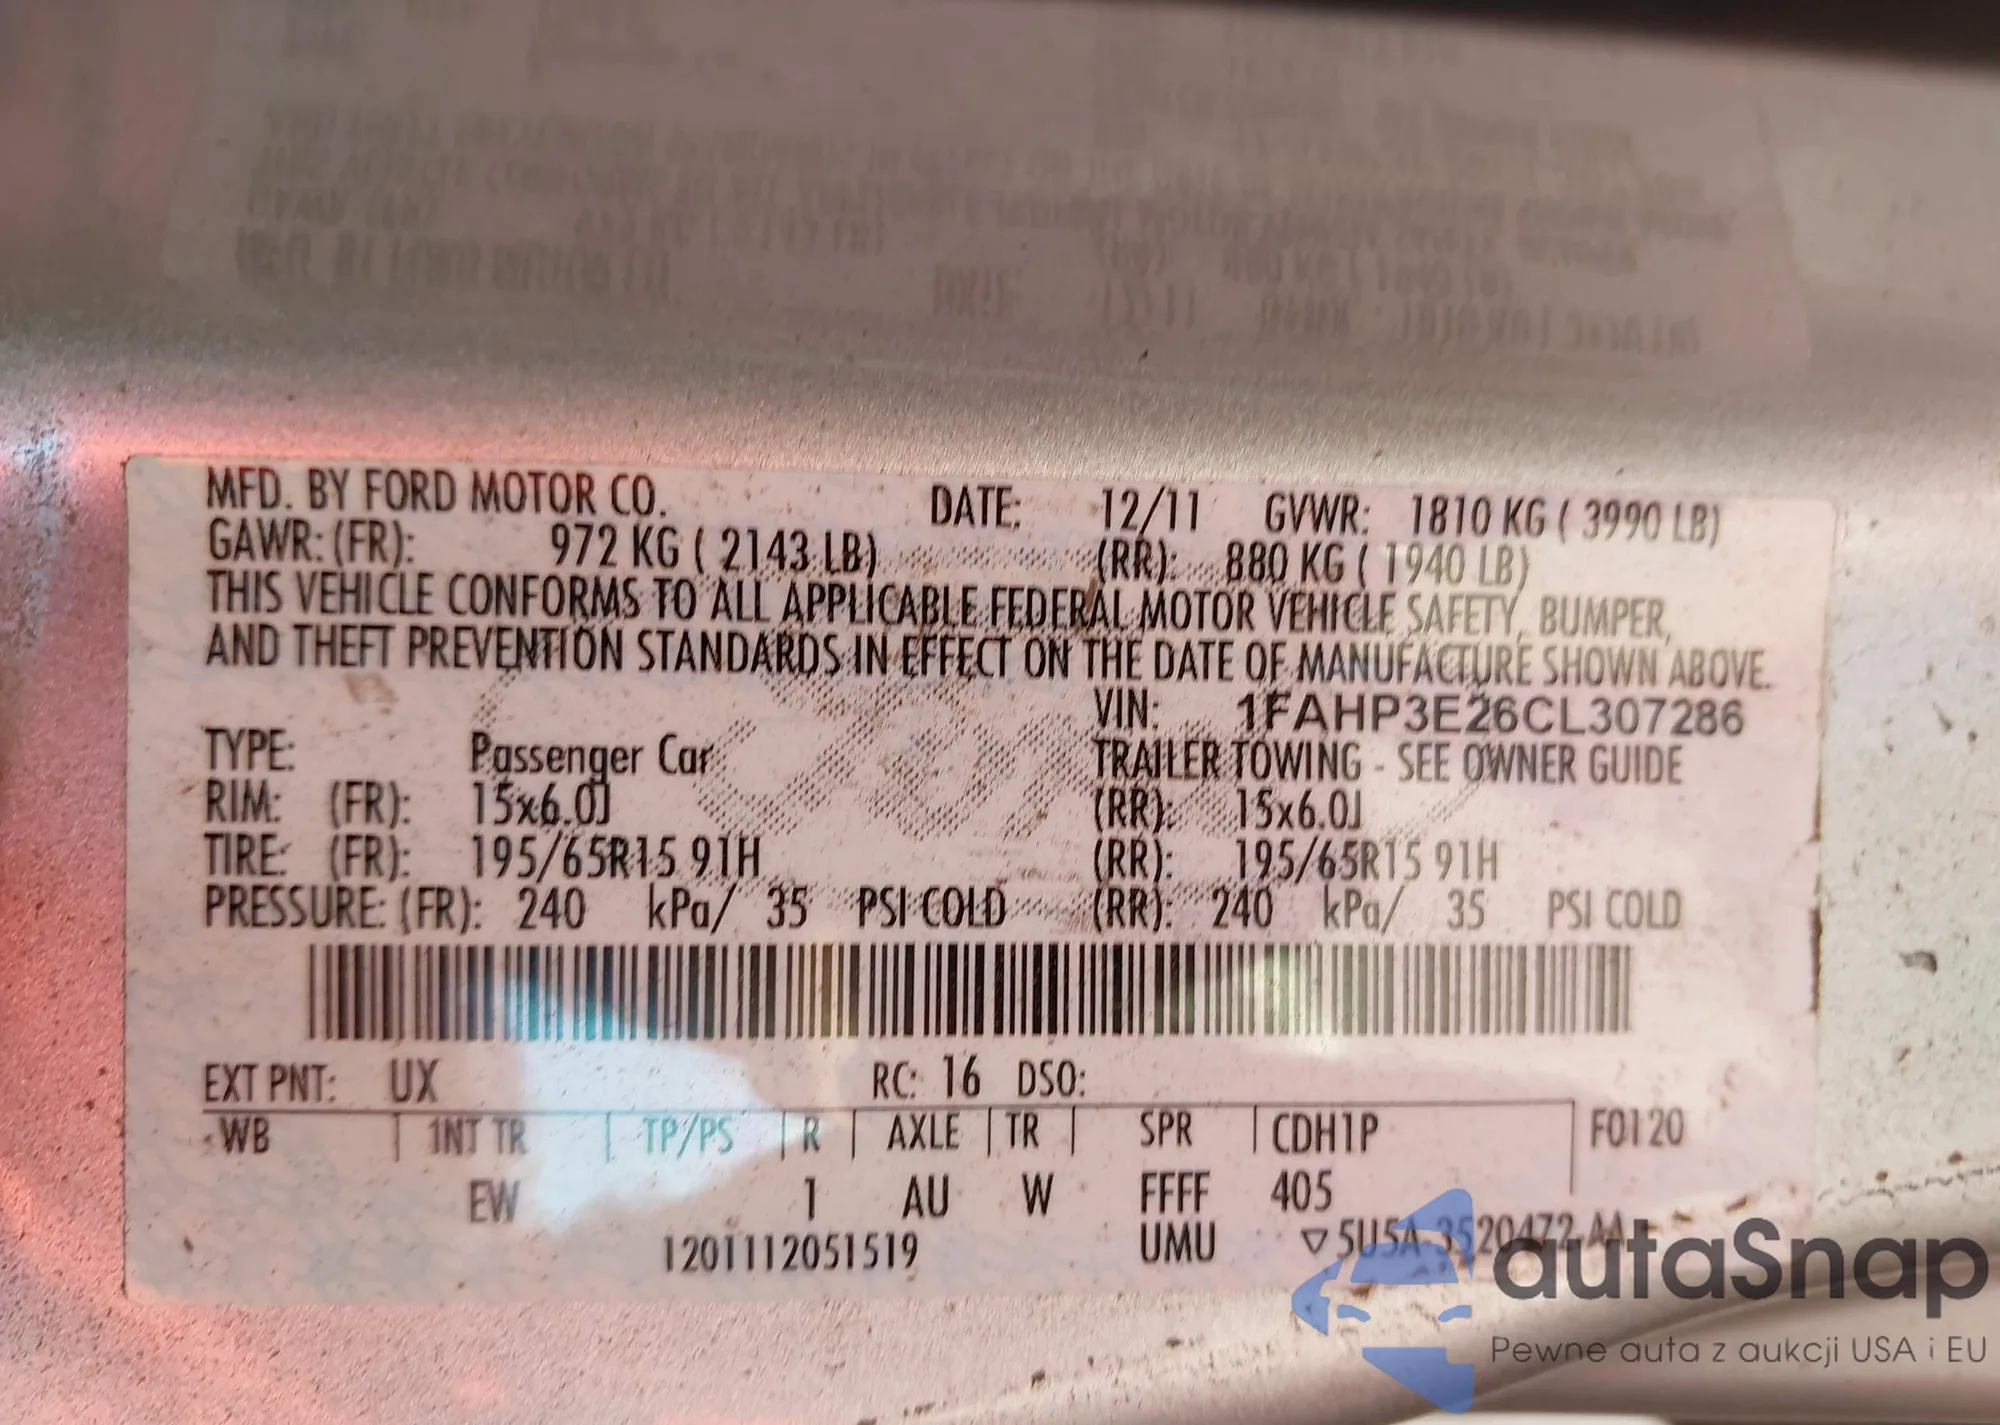 MFD. BY FORD MOTOR CO. DATE: 12/11 GVWR: 1810 KG ( 3990 LB)
GAWR: (FR): 972 KG ( 2143 LB) (RR): 880 KG ( 1940 LB)
THIS VEHICLE CONFORMS TO ALL APPLICABLE FEDERAL MOTOR VEHICLE SAFETY, BUMPER,
AND THEFT PREVENTION STANDARDS IN EFFECT ON THE DATE OF MANUFACTURE SHOWN ABOVE.
VIN: 1FAHP3E26CL307286
TYPE: Passenger Car TRAILER TOWING - SEE OWNER GUIDE
RIM: (FR): 15x6.0J (RR): 15x6.0J
TIRE: (FR): 195/65R15 91H (RR): 195/65R15 91H
PRESSURE: (FR): 240 kPa/ 35 PSI COLD (RR): 240 kPa/ 35 PSI COLD
EXT PNT: UX RC: 16 DSO:
WB | INT TR | TP/PS | R | AXLE | TR | SPR | CDH1P F0120
EW 1 AU W FFFF 405
1201112051519 UMU ▽5U5A-3520472-AA
autaSnap
Pewne auta z aukcji USA i EU